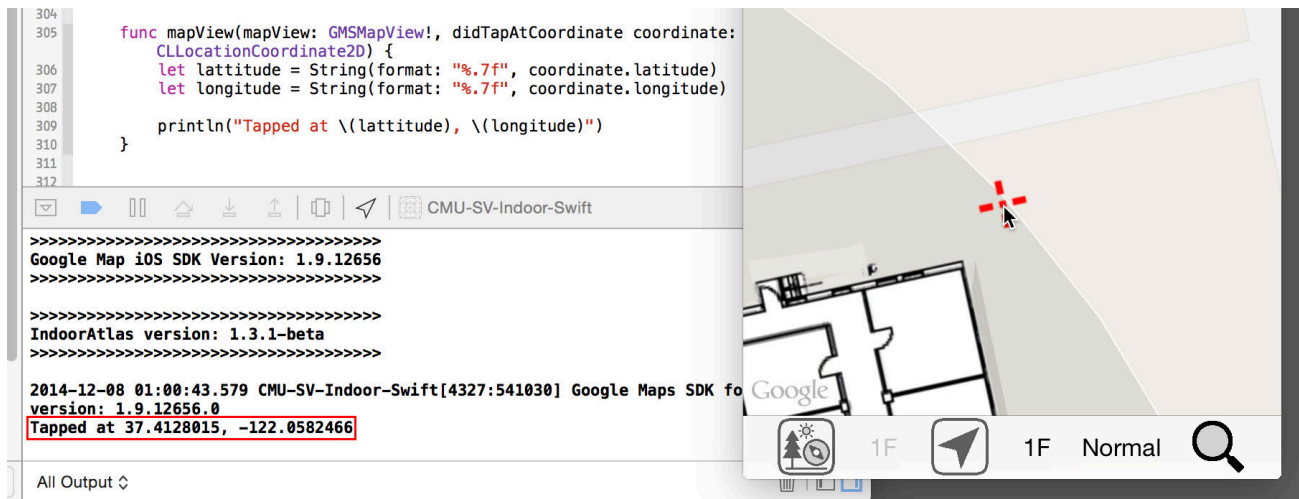 304
305 func mapView(mapView: GMSMapView!, didTapAtCoordinate coordinate:
CLLocationCoordinate2D) {
306 let lattitude = String(format: "%.7f", coordinate.latitude)
307 let longitude = String(format: "%.7f", coordinate.longitude)
308
309 println("Tapped at \(lattitude), \(longitude)")
310 }
311
312
CMU-SV-Indoor-Swift
>>>>>>>>>>>>>>>>>>>>>>>>>>>>>>>>>>>>>
Google Map iOS SDK Version: 1.9.12656
>>>>>>>>>>>>>>>>>>>>>>>>>>>>>>>>>>>>>
>>>>>>>>>>>>>>>>>>>>>>>>>>>>>>>>>>>>>
IndoorAtlas version: 1.3.1-beta
>>>>>>>>>>>>>>>>>>>>>>>>>>>>>>>>>>>>>
2014-12-08 01:00:43.579 CMU-SV-Indoor-Swift[4327:541030] Google Maps SDK fo
version: 1.9.12656.0
Tapped at 37.4128015, -122.0582466
All Output
Google
1F 1F Normal